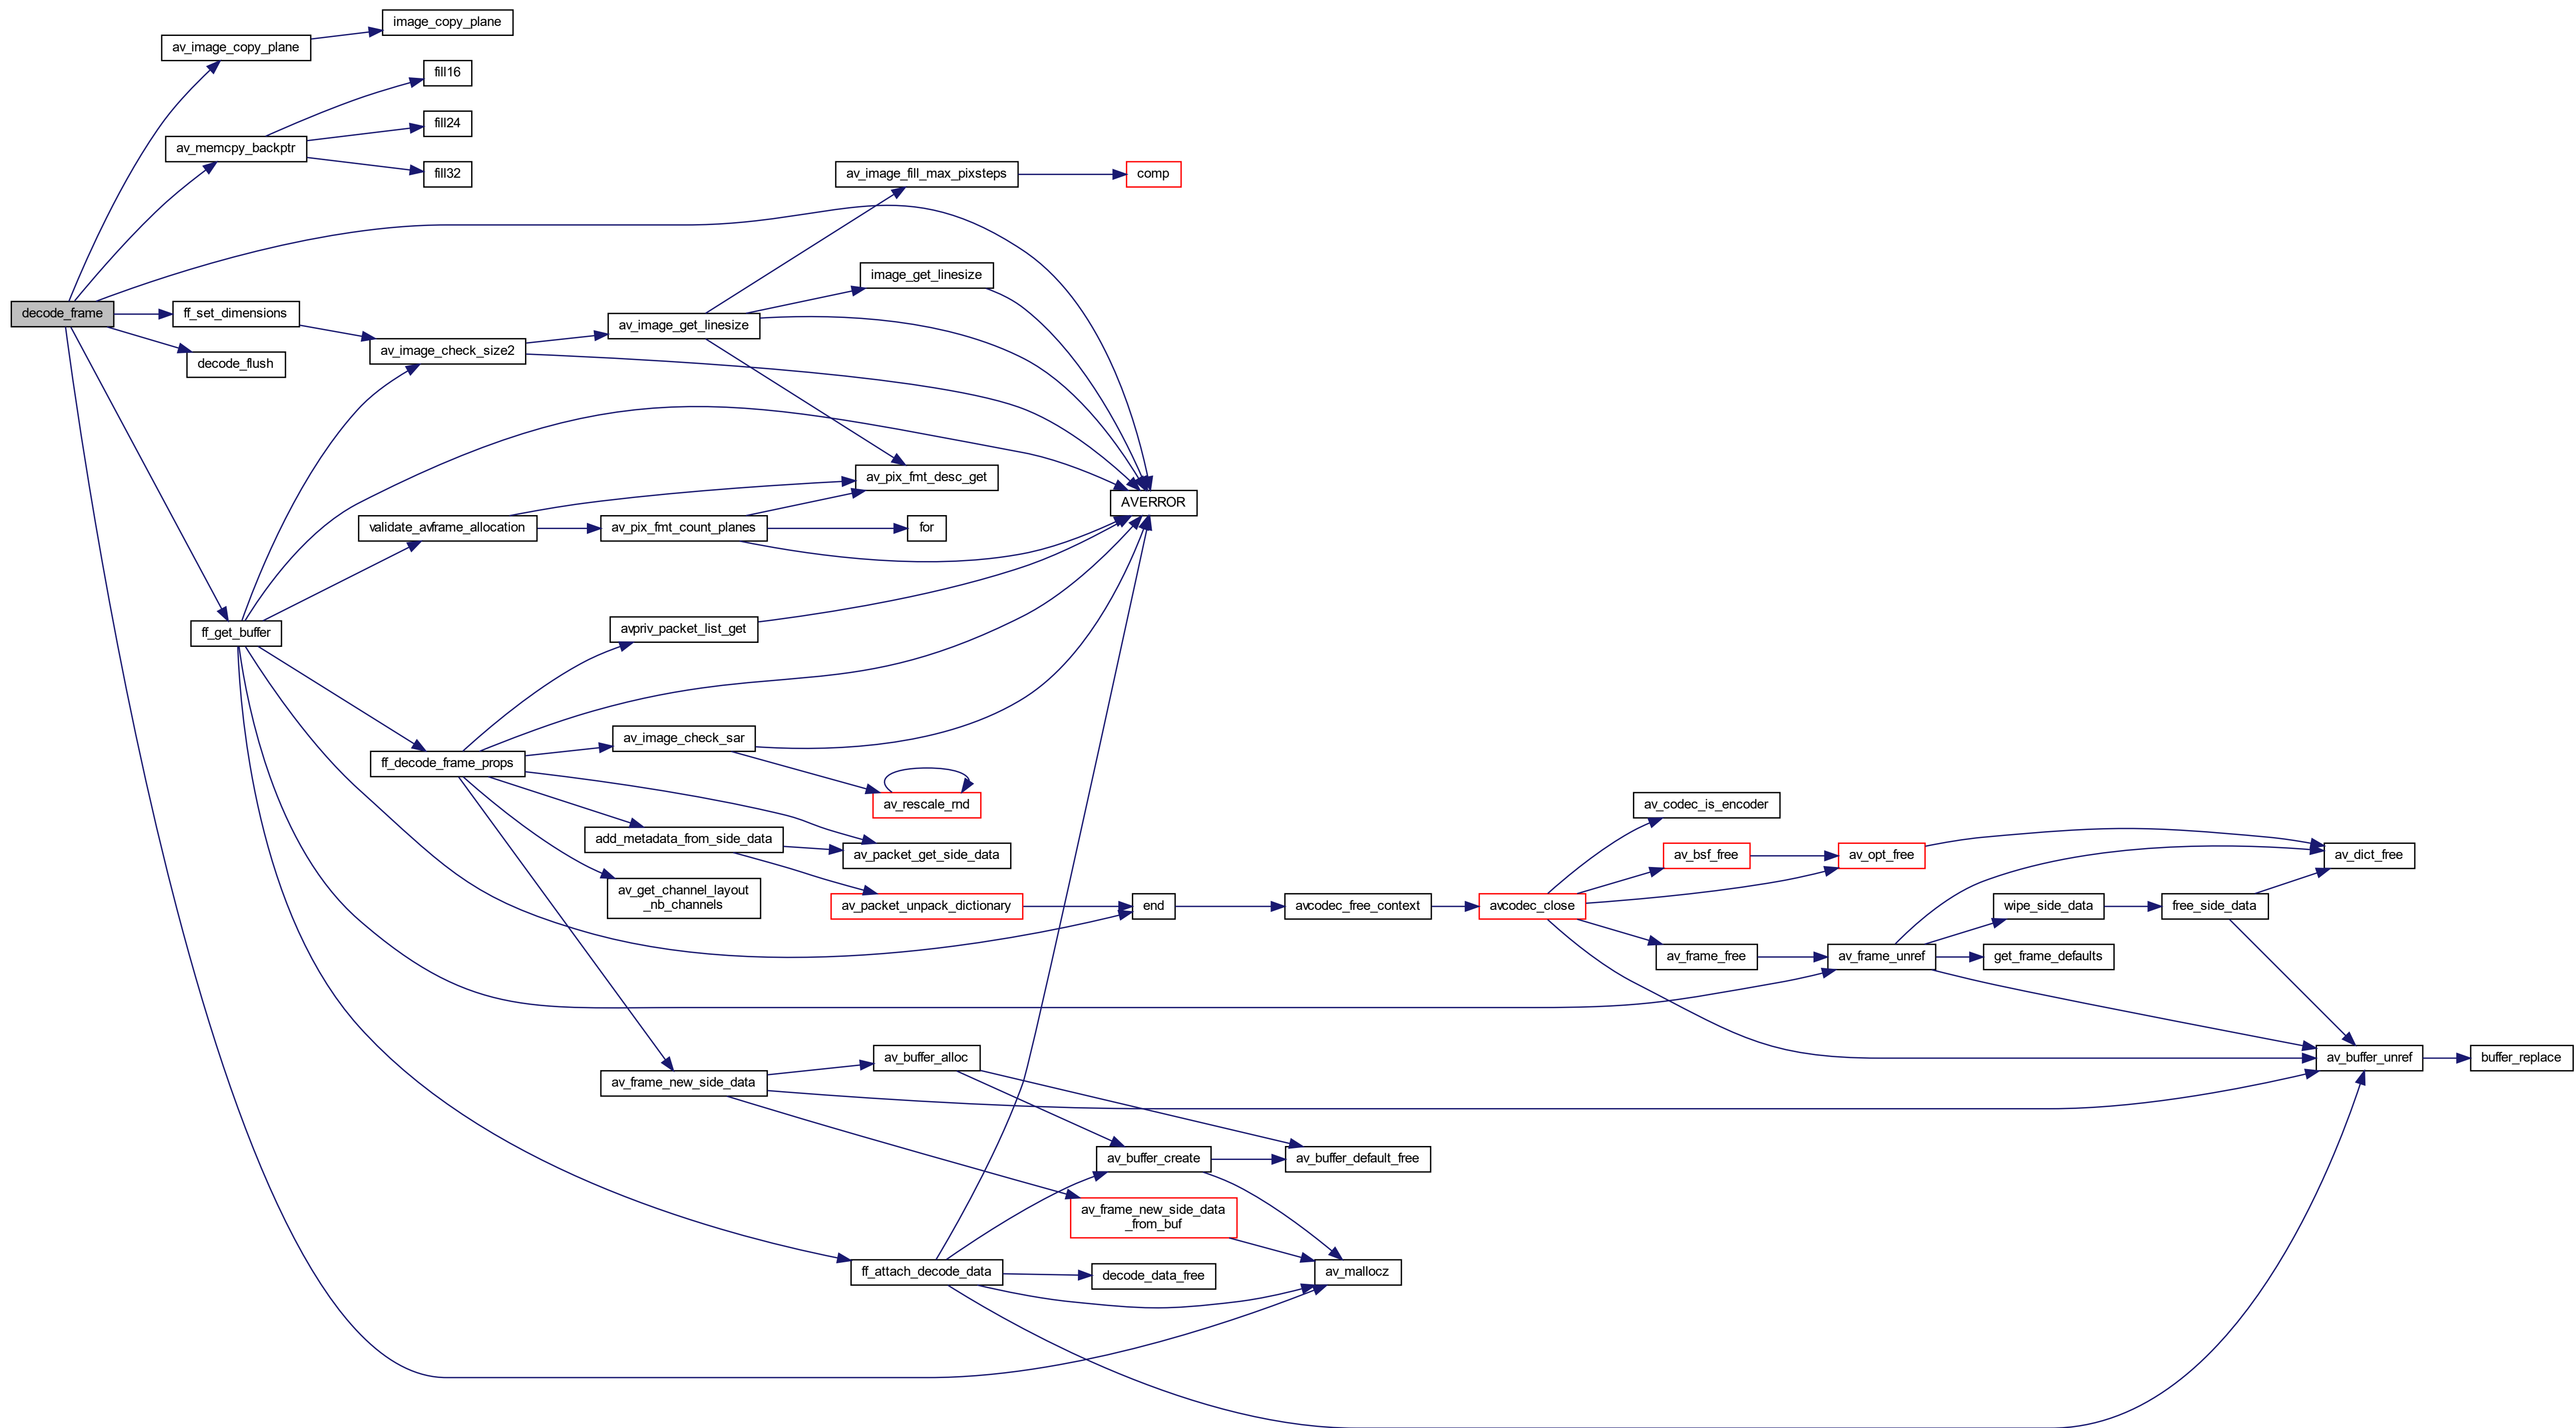 image_copy_plane
av_image_copy_plane
fill16
fill24
av_memcpy_backptr
fill32
av_image_fill_max_pixsteps
comp
image_get_linesize
decode_frame
ff_set_dimensions
av_image_get_linesize
av_image_check_size2
decode_flush
av_pix_fmt_desc_get
AVERROR
validate_avframe_allocation
av_pix_fmt_count_planes
for
ff_get_buffer
avpriv_packet_list_get
av_image_check_sar
ff_decode_frame_props
av_rescale_rnd
av_codec_is_encoder
add_metadata_from_side_data
av_packet_get_side_data
av_bsf_free
av_opt_free
av_dict_free
av_get_channel_layout
_nb_channels
av_packet_unpack_dictionary
end
avcodec_free_context
avcodec_close
wipe_side_data
free_side_data
av_frame_free
av_frame_unref
get_frame_defaults
av_buffer_alloc
av_buffer_unref
buffer_replace
av_frame_new_side_data
av_buffer_create
av_buffer_default_free
av_frame_new_side_data
_from_buf
ff_attach_decode_data
decode_data_free
av_mallocz